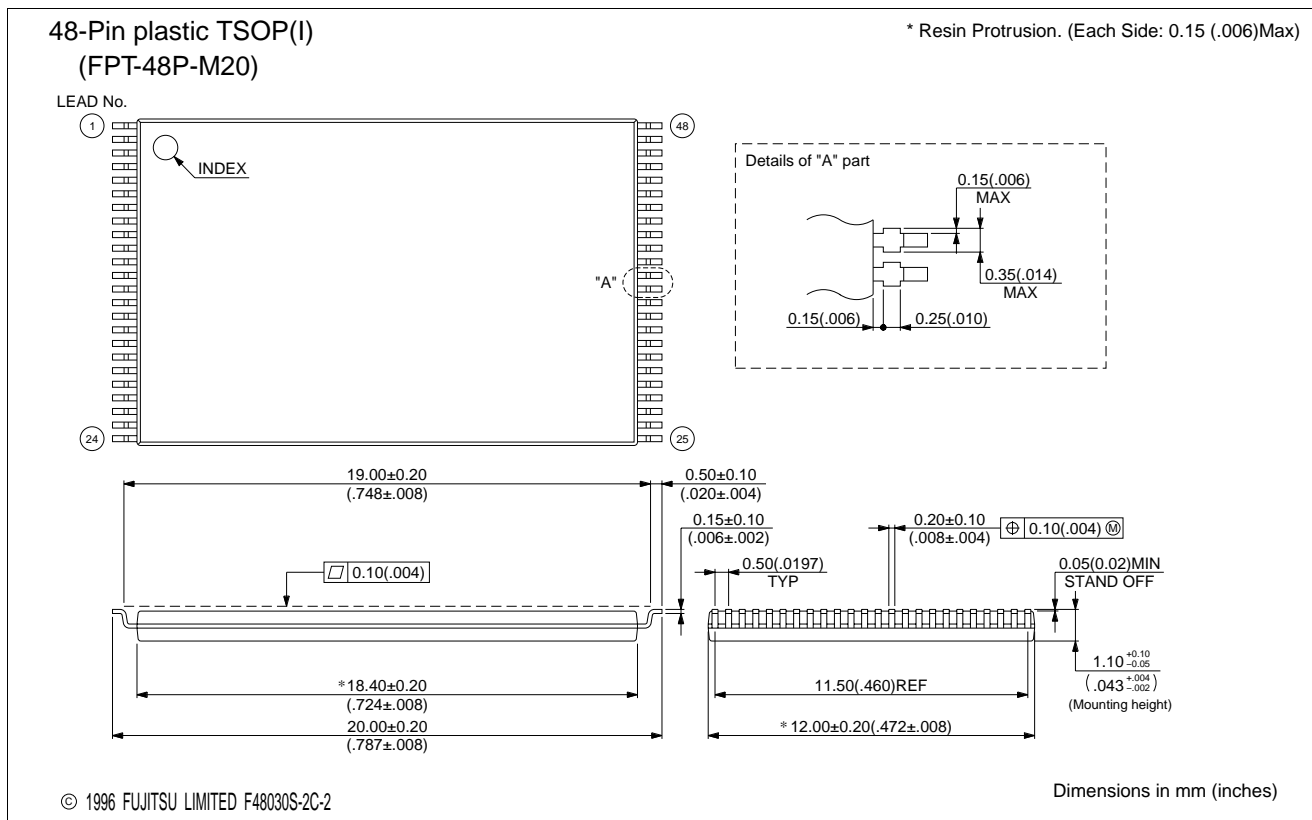 48-Pin plastic TSOP(I)
(FPT-48P-M20)
* Resin Protrusion. (Each Side: 0.15 (.006)Max)
LEAD No.
1
48
INDEX
"A"
24
25
Details of "A" part
0.15(.006)
MAX
0.35(.014)
MAX
0.15(.006)
0.25(.010)
19.00±0.20
(.748±.008)
0.50±0.10
(.020±.004)
0.15±0.10
(.006±.002)
0.10(.004)
*18.40±0.20
(.724±.008)
20.00±0.20
(.787±.008)
0.20±0.10
(.008±.004)
⌖ 0.10(.004) Ⓜ
0.50(.0197)
TYP
0.05(0.02)MIN
STAND OFF
1.10 +0.10 −0.05
(.043 +.004 −.002)
(Mounting height)
11.50(.460)REF
*12.00±0.20(.472±.008)
© 1996 FUJITSU LIMITED F48030S-2C-2
Dimensions in mm (inches)